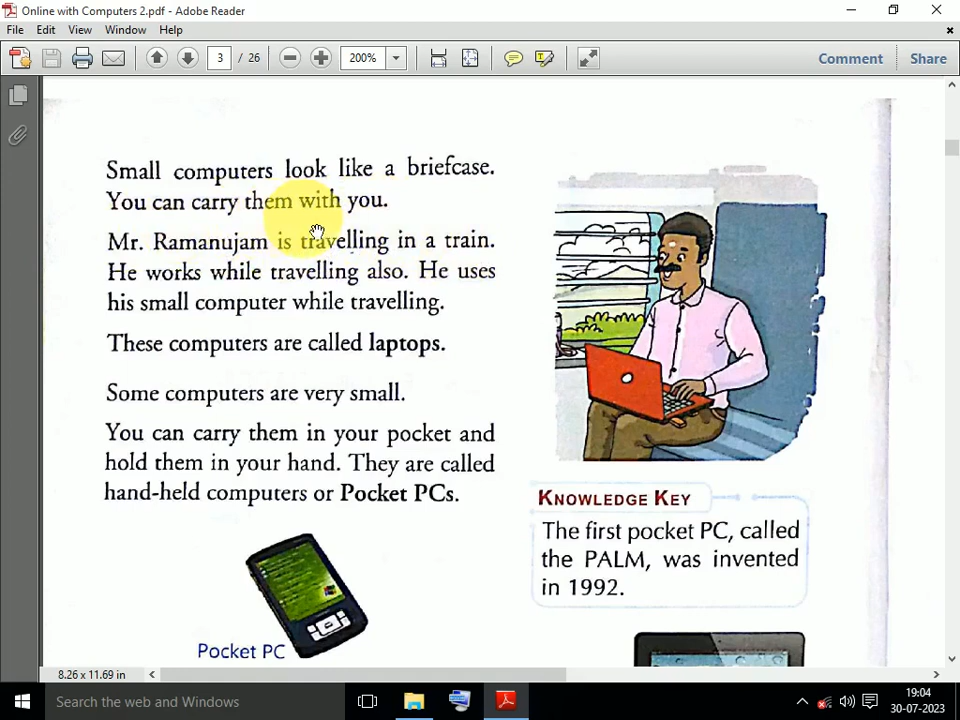 Online with Computers 2.pdf - Adobe Reader
File Edit View Window Help
3 / 26 200% Comment Share
Small computers look like a briefcase.
You can carry them with you.
Mr. Ramanujam is travelling in a train.
He works while travelling also. He uses
his small computer while travelling.
These computers are called laptops.
Some computers are very small.
You can carry them in your pocket and
hold them in your hand. They are called
hand-held computers or Pocket PCs.
Pocket PC
KNOWLEDGE KEY
The first pocket PC, called
the PALM, was invented
in 1992.
8.26 x 11.69 in
Search the web and Windows
19:04
30-07-2023